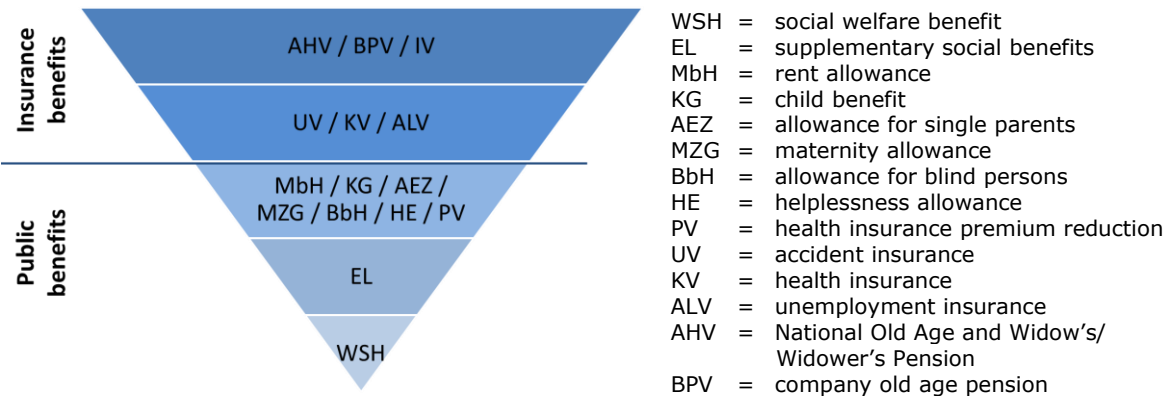 Insurance
benefits
AHV / BPV / IV
UV / KV / ALV
Public
benefits
MbH / KG / AEZ /
MZG / BbH / HE / PV
EL
WSH
WSH = social welfare benefit
EL = supplementary social benefits
MbH = rent allowance
KG = child benefit
AEZ = allowance for single parents
MZG = maternity allowance
BbH = allowance for blind persons
HE = helplessness allowance
PV = health insurance premium reduction
UV = accident insurance
KV = health insurance
ALV = unemployment insurance
AHV = National Old Age and Widow’s/
Widower’s Pension
BPV = company old age pension